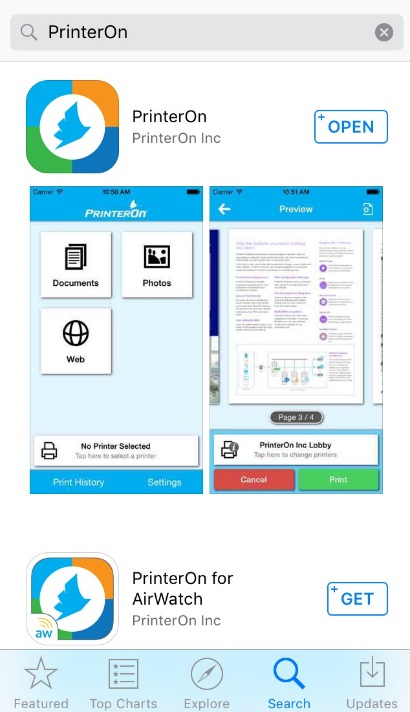 PrinterOn
PrinterOn
PrinterOn Inc
OPEN
Carrier 10:50 AM
PRINTERON
Documents
Photos
Web
No Printer Selected
Tap here to select a printer
Print History Settings
Carrier 10:51 AM
Preview
Page 3 / 4
PrinterOn Inc Lobby
Tap here to change printers
Cancel Print
PrinterOn for
AirWatch
PrinterOn Inc
GET
aw
Featured Top Charts Explore Search Updates